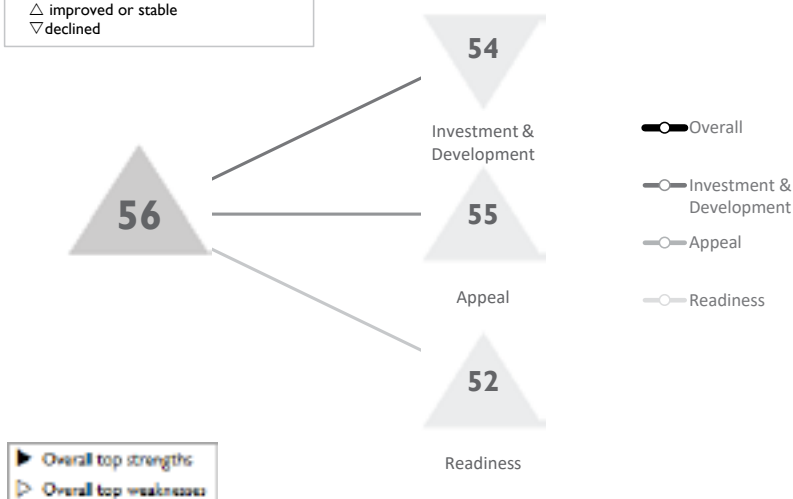 △ improved or stable
▽ declined
54
Investment &
Development
56
55
Appeal
52
Readiness
Overall
Investment &
Development
Appeal
Readiness
▶ Overall top strengths
▷ Overall top weaknesses